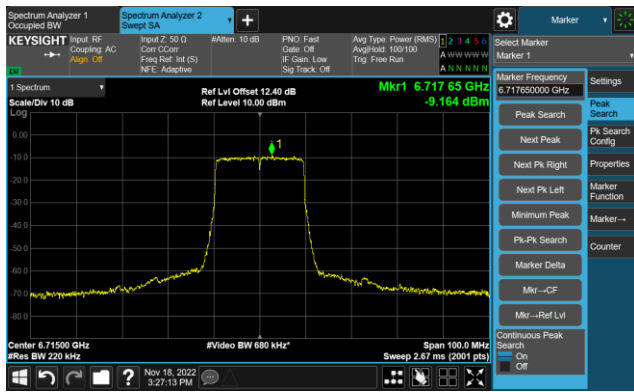 Spectrum Analyzer 1
Occupied BW
Spectrum Analyzer 2
Swept SA
Marker
KEYSIGHT
Input: RF
Coupling: AC
Align: Off
Input Z: 50 Ω
Corr CCorr
Freq Ref: Int (S)
NFE: Adaptive
#Atten: 10 dB
PNO: Fast
Gate: Off
IF Gain: Low
Sig Track: Off
Avg Type: Power (RMS)
Avg|Hold: 100/100
Trig: Free Run
1 2 3 4 5 6
A W W W W W
A N N N N N
Select Marker
Marker 1
1 Spectrum
Scale/Div 10 dB
Log
Ref Lvl Offset 12.40 dB
Ref Level 10.00 dBm
Mkr1 6.717 65 GHz
-9.164 dBm
1
0.00
-10.0
-20.0
-30.0
-40.0
-50.0
-60.0
-70.0
-80.0
Center 6.71500 GHz
#Res BW 220 kHz
#Video BW 680 kHz*
Span 100.0 MHz
Sweep 2.67 ms (2001 pts)
Marker Frequency
6.717650000 GHz
Peak Search
Next Peak
Next Pk Right
Next Pk Left
Minimum Peak
Pk-Pk Search
Marker Delta
Mkr→CF
Mkr→Ref Lvl
Continuous Peak
Search
On
Off
Settings
Peak
Search
Pk Search
Config
Properties
Marker
Function
Marker→
Counter
Nov 18, 2022
3:27:13 PM